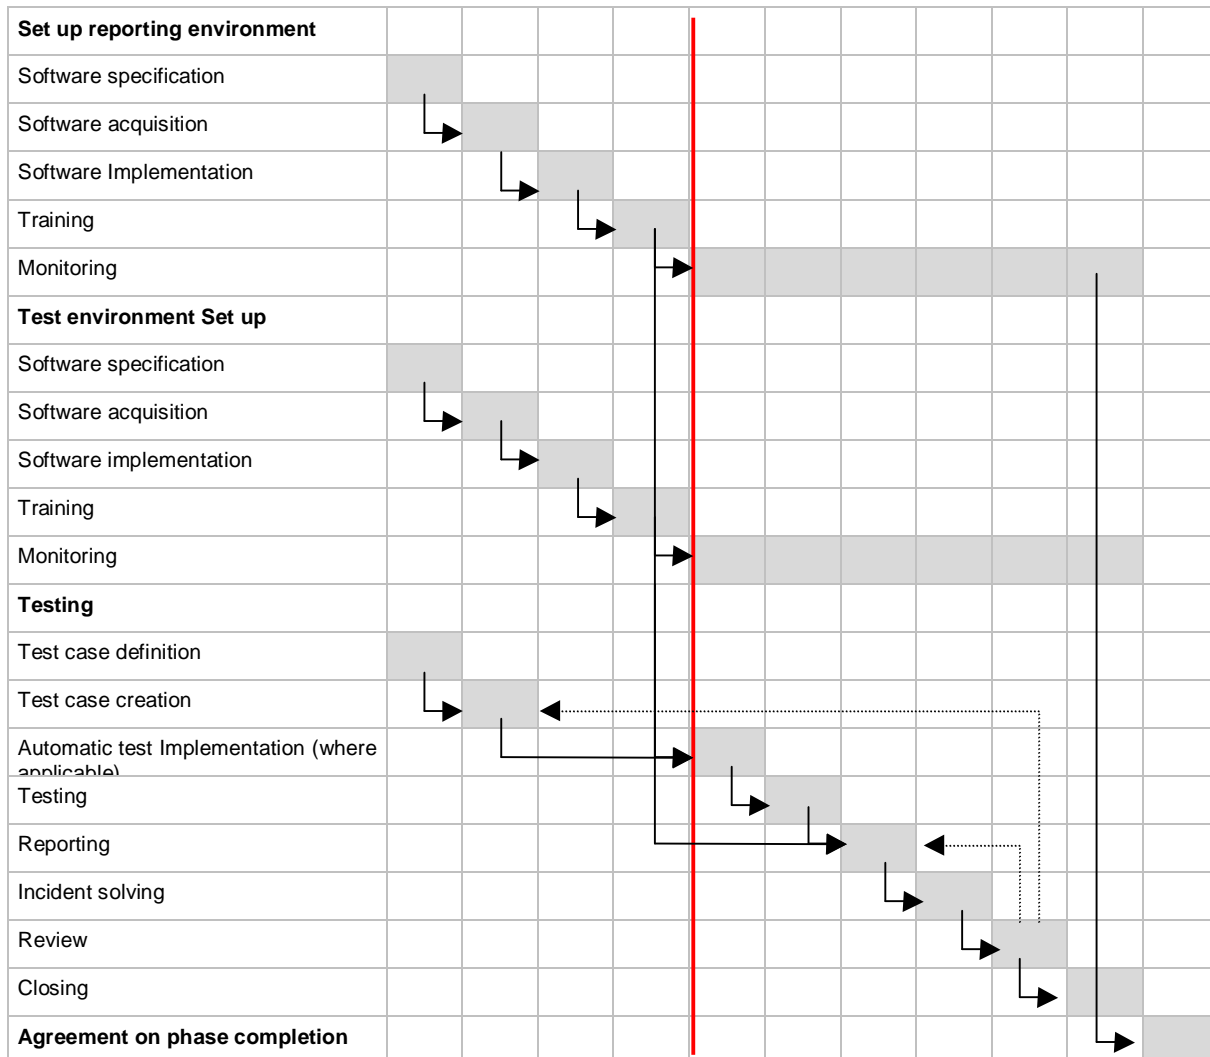 Set up reporting environment
Software specification
Software acquisition
Software Implementation
Training
Monitoring
Test environment Set up
Software specification
Software acquisition
Software implementation
Training
Monitoring
Testing
Test case definition
Test case creation
Automatic test Implementation (where
applicable)
Testing
Reporting
Incident solving
Review
Closing
Agreement on phase completion